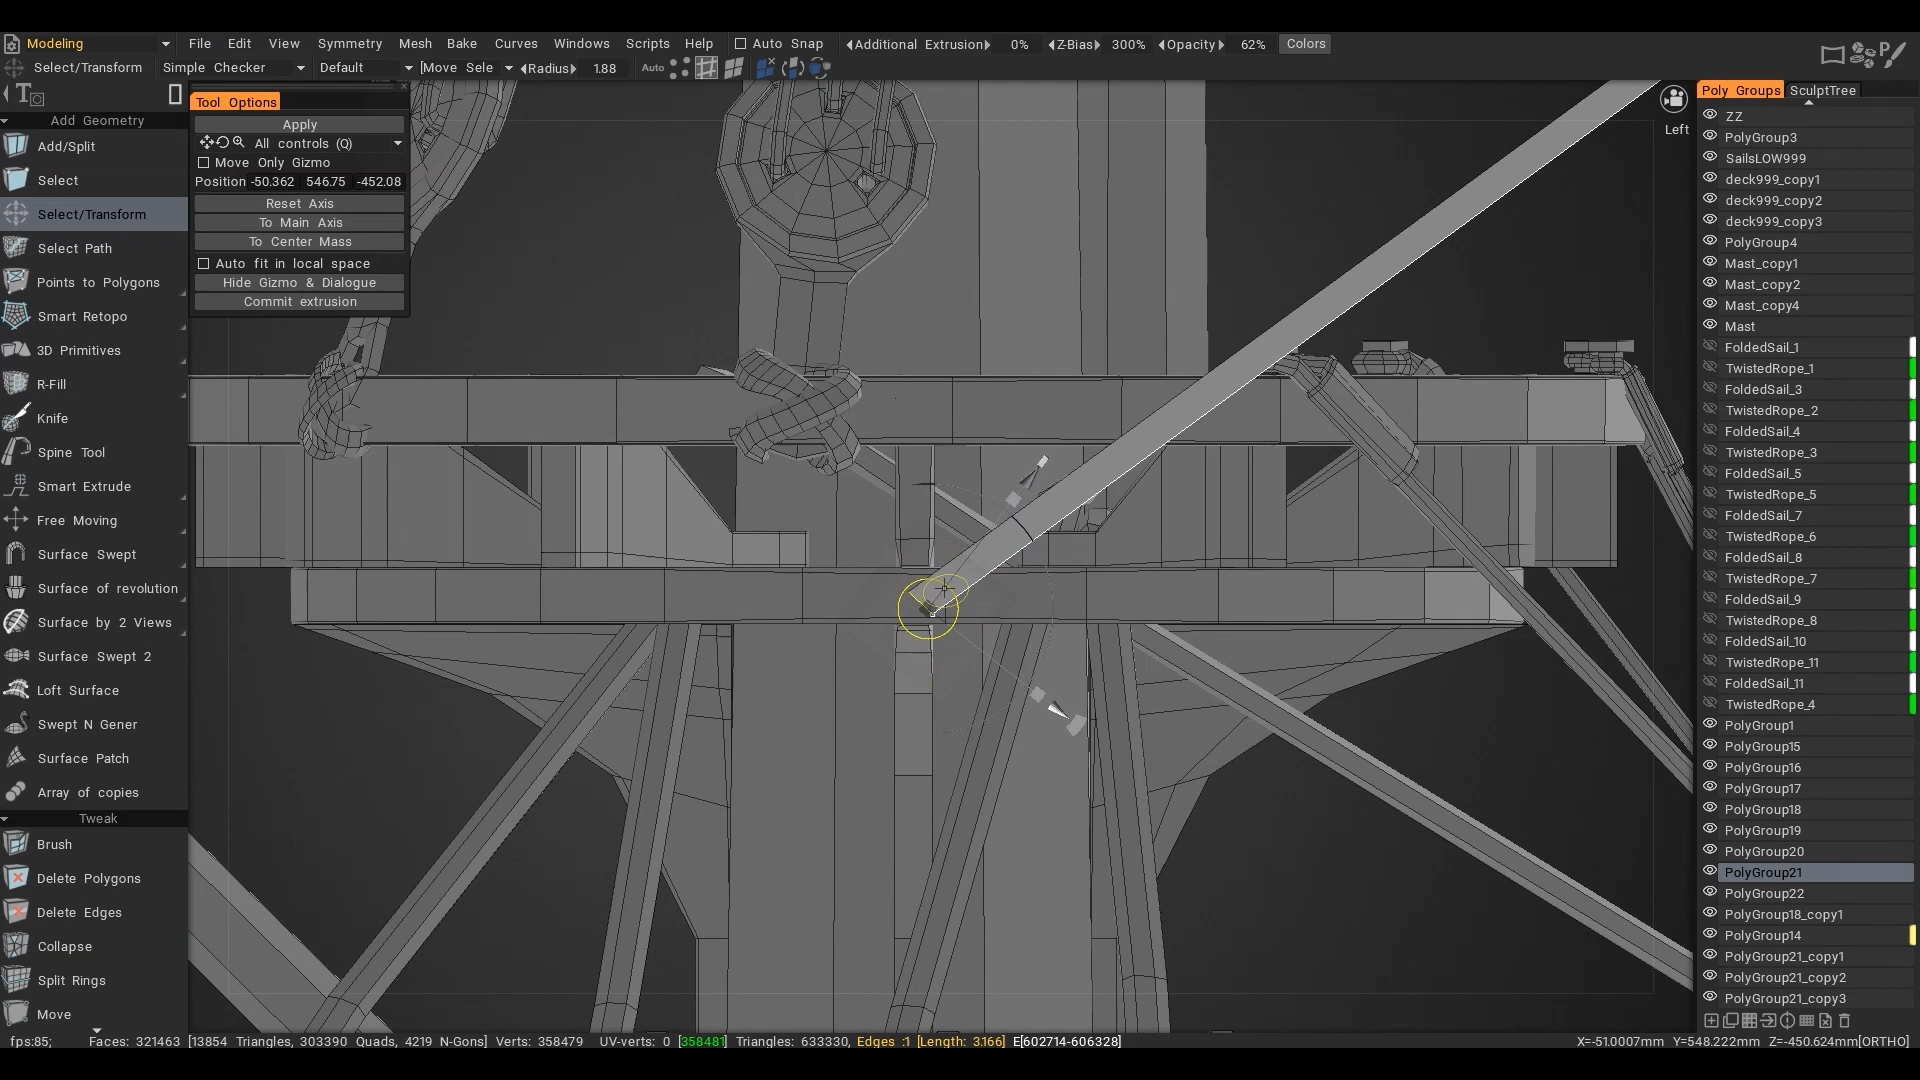 Modeling File Edit View Symmetry Mesh Bake Curves Windows Scripts Help Auto Snap Additional Extrusion 0% Z-Bias 300% Opacity 62% Colors
Select/Transform Simple Checker Default [Move Sele Radius 1.88 Auto
Tool Options
Apply
All controls (Q)
Move Only Gizmo
Position -50.362 546.75 -452.08
Reset Axis
To Main Axis
To Center Mass
Auto fit in local space
Hide Gizmo & Dialogue
Commit extrusion
Add Geometry
Add/Split
Select
Select/Transform
Select Path
Points to Polygons
Smart Retopo
3D Primitives
R-Fill
Knife
Spine Tool
Smart Extrude
Free Moving
Surface Swept
Surface of revolution
Surface by 2 Views
Surface Swept 2
Loft Surface
Swept N Gener
Surface Patch
Array of copies
Tweak
Brush
Delete Polygons
Delete Edges
Collapse
Split Rings
Move
Left
Poly Groups SculptTree
ZZ
PolyGroup3
SailsLOW999
deck999_copy1
deck999_copy2
deck999_copy3
PolyGroup4
Mast_copy1
Mast_copy2
Mast_copy4
Mast
FoldedSail_1
TwistedRope_1
FoldedSail_3
TwistedRope_2
FoldedSail_4
TwistedRope_3
FoldedSail_5
TwistedRope_5
FoldedSail_7
TwistedRope_6
FoldedSail_8
TwistedRope_7
FoldedSail_9
TwistedRope_8
FoldedSail_10
TwistedRope_11
FoldedSail_11
TwistedRope_4
PolyGroup1
PolyGroup15
PolyGroup16
PolyGroup17
PolyGroup18
PolyGroup19
PolyGroup20
PolyGroup21
PolyGroup22
PolyGroup18_copy1
PolyGroup14
PolyGroup21_copy1
PolyGroup21_copy2
PolyGroup21_copy3
fps:85; Faces: 321463 [13854 Triangles, 303390 Quads, 4219 N-Gons] Verts: 358479 UV-verts: 0 [358481] Triangles: 633330, Edges :1 [Length: 3.166] E[602714-606328] X=-51.0007mm Y=548.222mm Z=-450.624mm[ORTHO]